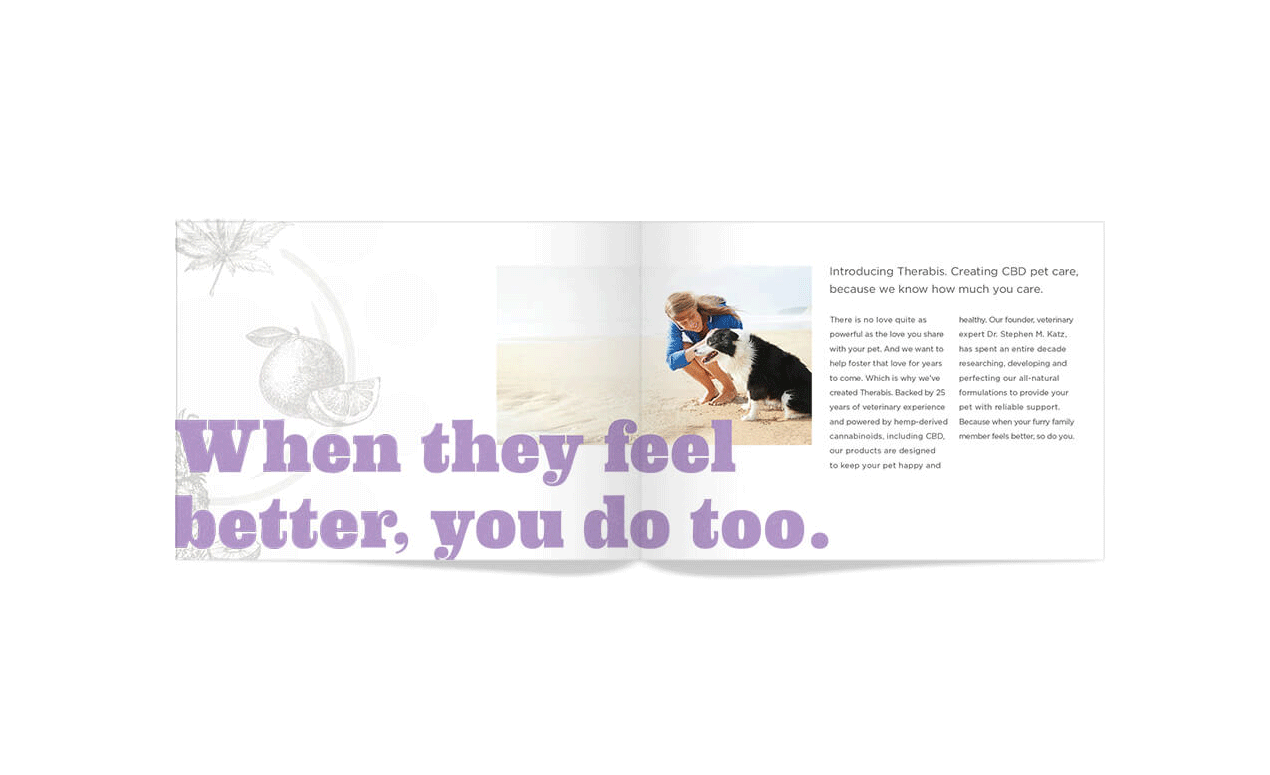 When they feel
better, you do too.
Introducing Therabis. Creating CBD pet care,
because we know how much you care.
There is no love quite as
powerful as the love you share
with your pet. And we want to
help foster that love for years
to come. Which is why we've
created Therabis. Backed by 25
years of veterinary experience
and powered by hemp-derived
cannabinoids, including CBD,
our products are designed
to keep your pet happy and
healthy. Our founder, veterinary
expert Dr. Stephen M. Katz,
has spent an entire decade
researching, developing and
perfecting our all-natural
formulations to provide your
pet with reliable support.
Because when your furry family
member feels better, so do you.